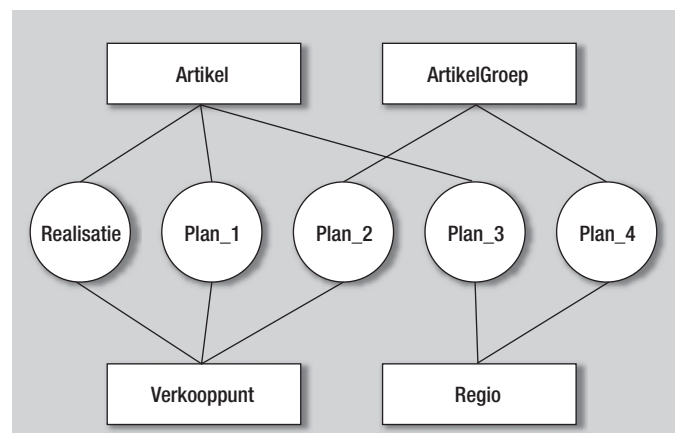 Artikel
ArtikelGroep
Realisatie
Plan_1
Plan_2
Plan_3
Plan_4
Verkooppunt
Regio